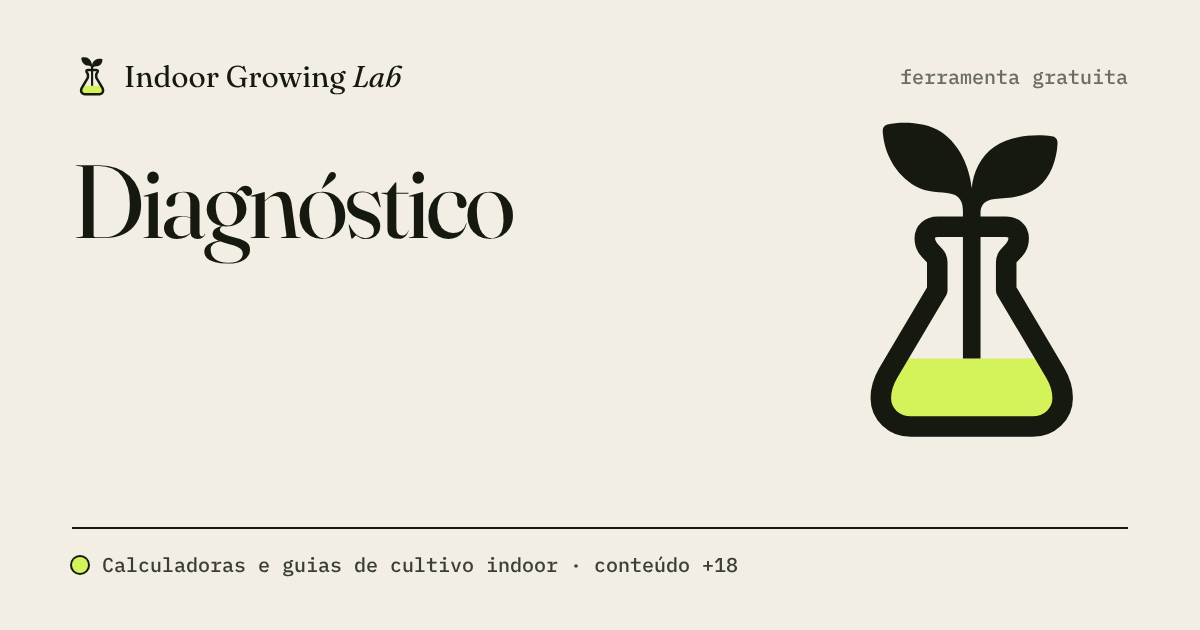 Indoor Growing Lab
ferramenta gratuita
Diagnóstico
Calculadoras e guias de cultivo indoor · conteúdo +18